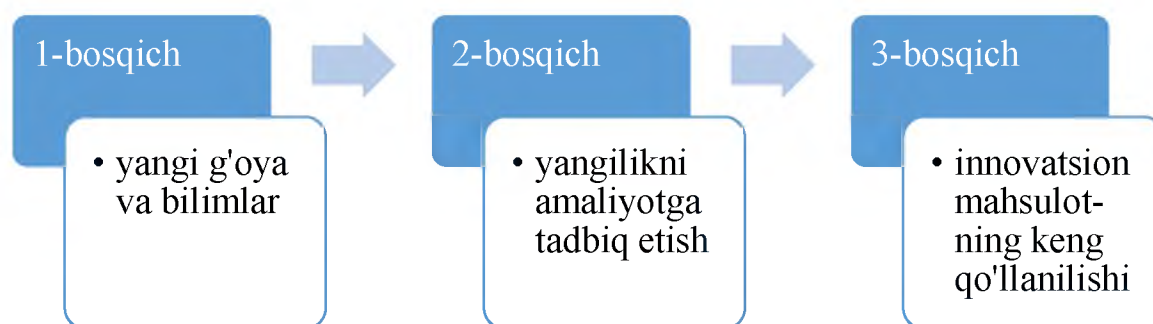 1-bosqich
• yangi g'oya
va bilimlar
2-bosqich
• yangilikni
amaliyotga
tadbiq etish
3-bosqich
• innovatsion
mahsulot-
ning keng
qo'llanilishi